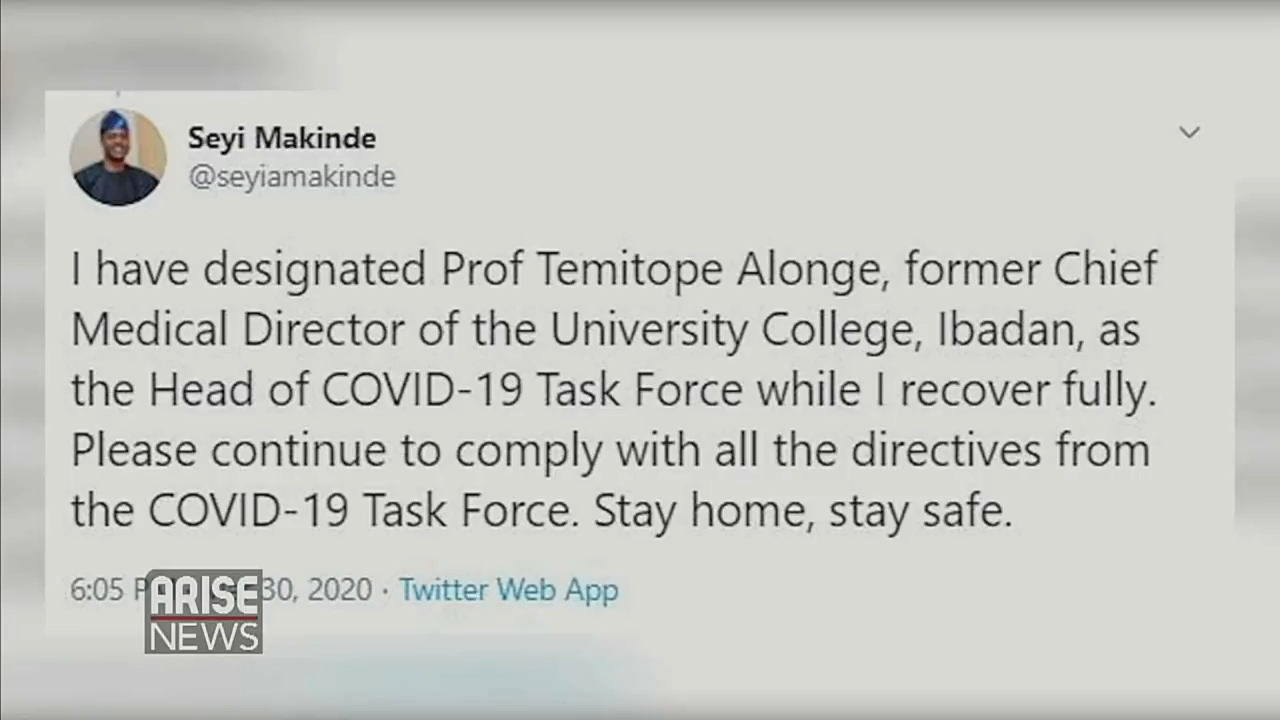 Seyi Makinde
@seyiamakinde
I have designated Prof Temitope Alonge, former Chief
Medical Director of the University College, Ibadan, as
the Head of COVID-19 Task Force while I recover fully.
Please continue to comply with all the directives from
the COVID-19 Task Force. Stay home, stay safe.
6:05 30, 2020 · Twitter Web App
ARISE
NEWS